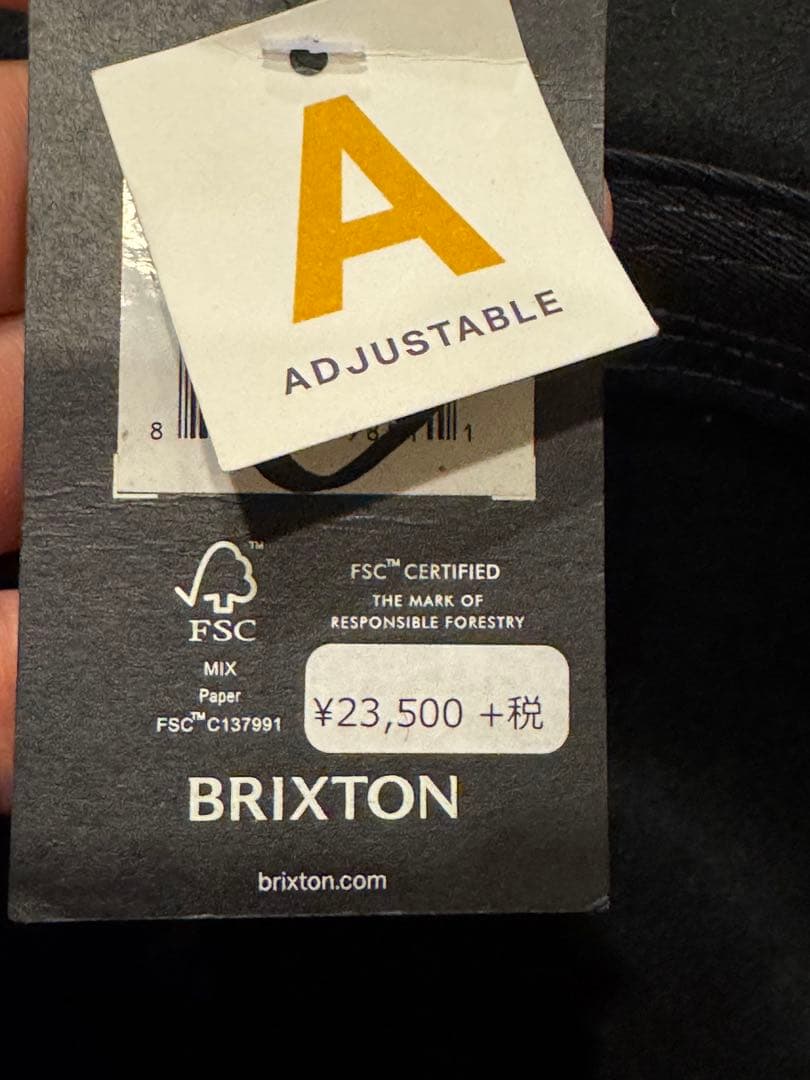 A
ADJUSTABLE
8
1
FSC™ CERTIFIED
THE MARK OF
RESPONSIBLE FORESTRY
FSC
MIX
Paper
FSC™ C137991
¥23,500 +税
BRIXTON
brixton.com